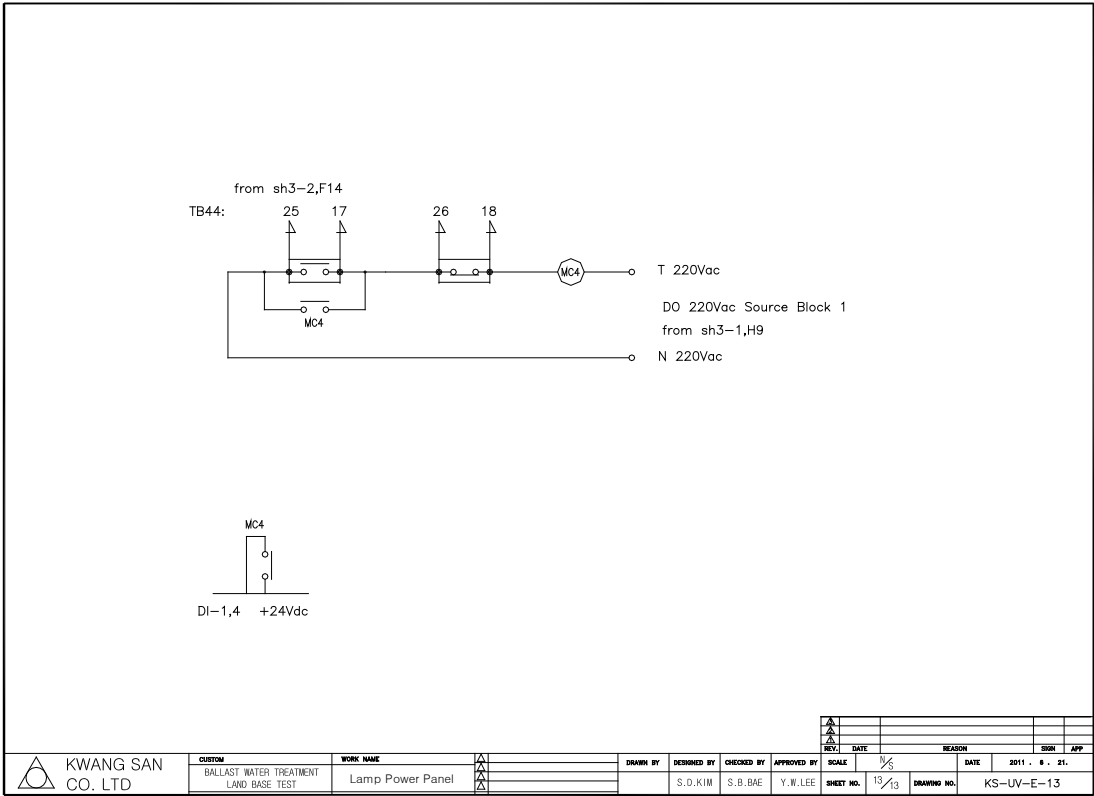 from sh3-2,F14
TB44: 25 17 26 18
MC4 T 220Vac
MC4
DO 220Vac Source Block 1
from sh3-1,H9
N 220Vac
MC4
DI-1,4 +24Vdc
REV. DATE REASON SIGN APP
KWANG SAN
CO. LTD
CUSTOM
BALLAST WATER TREATMENT
LAND BASE TEST
WORK NAME
Lamp Power Panel
DRAWN BY DESIGNED BY CHECKED BY APPROVED BY
S.D.KIM S.B.BAE Y.W.LEE
SCALE N/S DATE 2011 . 6 . 21.
SHEET NO. 13/13 DRAWING NO. KS-UV-E-13